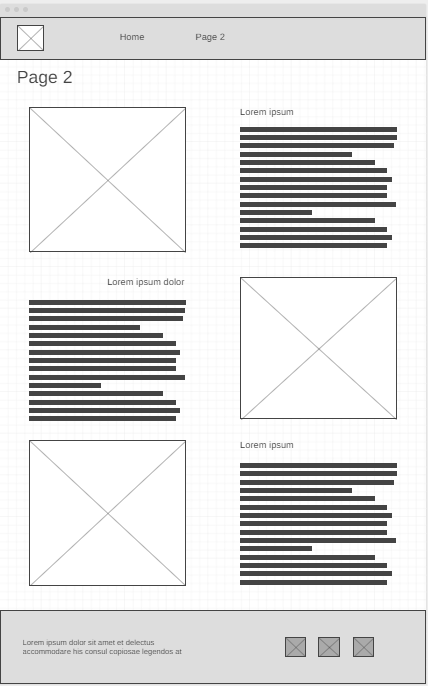 Home Page 2
Page 2
Lorem ipsum
Lorem ipsum dolor
Lorem ipsum
Lorem ipsum dolor sit amet et delectus
accommodare his consul copiosae legendos at